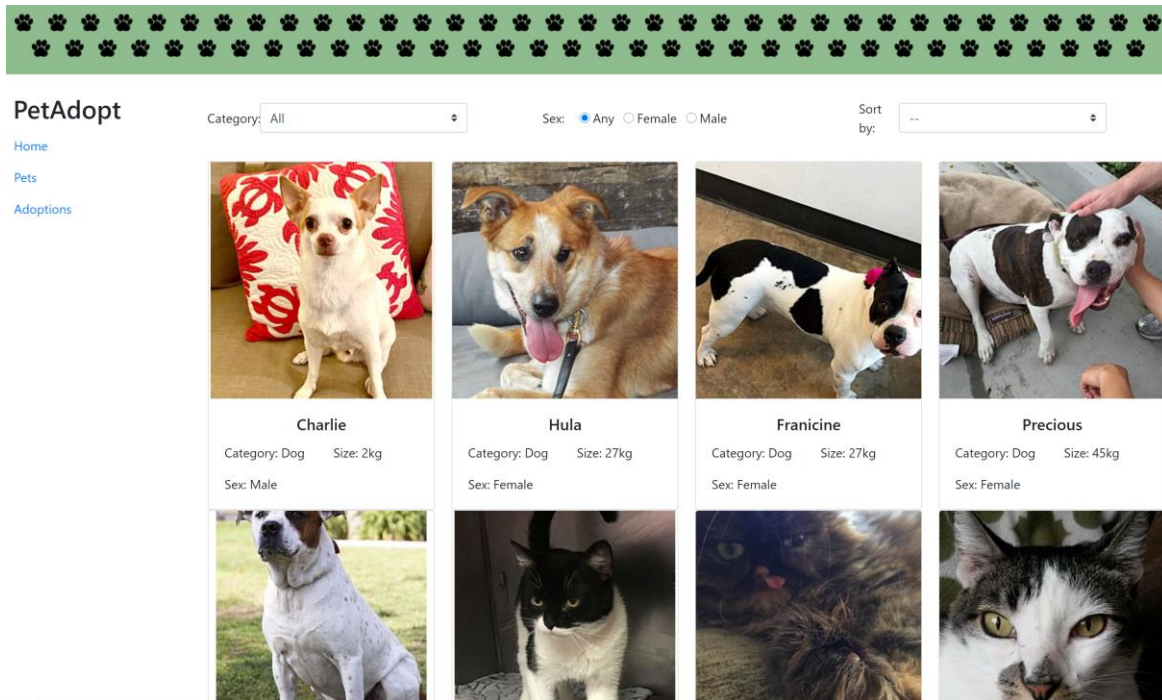 PetAdopt
Home
Pets
Adoptions
Category: All
Sex: Any Female Male
Sort by: --
Charlie
Category: Dog Size: 2kg
Sex: Male
Hula
Category: Dog Size: 27kg
Sex: Female
Franicine
Category: Dog Size: 27kg
Sex: Female
Precious
Category: Dog Size: 45kg
Sex: Female